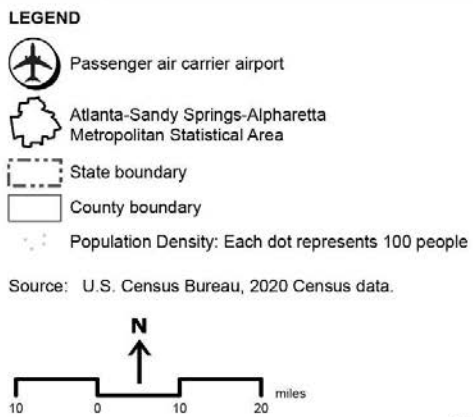 LEGEND
Passenger air carrier airport
Atlanta-Sandy Springs-Alpharetta
Metropolitan Statistical Area
State boundary
County boundary
Population Density: Each dot represents 100 people
Source: U.S. Census Bureau, 2020 Census data.
N
miles
10 0 10 20